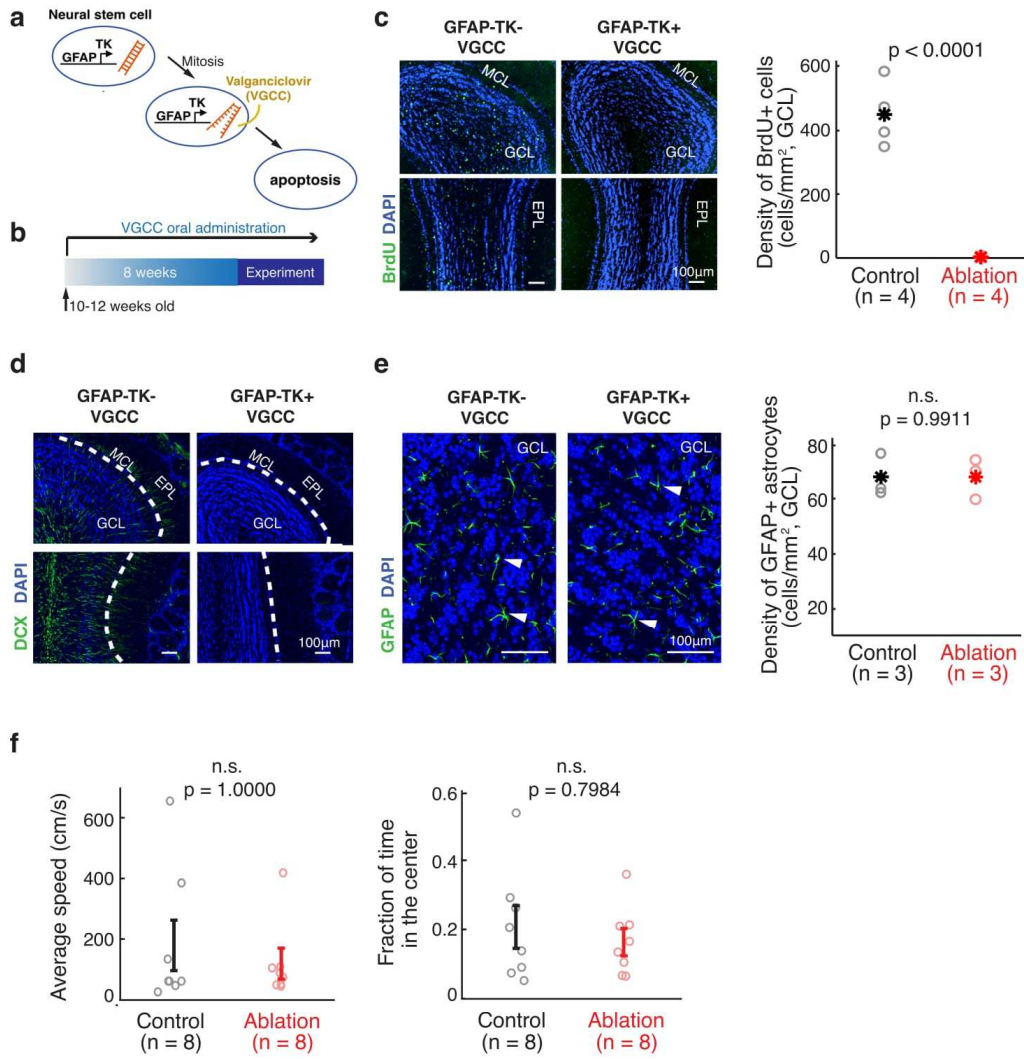 a
Neural stem cell
TK
GFAP
Mitosis
Valganciclovir
(VGCC)
TK
GFAP
apoptosis
b
VGCC oral administration
8 weeks
Experiment
10-12 weeks old
c
GFAP-TK-
VGCC
GFAP-TK+
VGCC
MCL
MCL
GCL
GCL
EPL
EPL
BrdU DAPI
100µm
p < 0.0001
Density of BrdU+ cells
(cells/mm², GCL)
600
400
200
0
Control
(n = 4)
Ablation
(n = 4)
d
GFAP-TK-
VGCC
GFAP-TK+
VGCC
MCL
EPL
GCL
MCL
EPL
GCL
DCX DAPI
100µm
e
GFAP-TK-
VGCC
GFAP-TK+
VGCC
GCL
GCL
GFAP DAPI
100µm
n.s.
p = 0.9911
Density of GFAP+ astrocytes
(cells/mm², GCL)
80
60
40
20
Control
(n = 3)
Ablation
(n = 3)
f
n.s.
p = 1.0000
Average speed (cm/s)
600
400
200
0
Control
(n = 8)
Ablation
(n = 8)
n.s.
p = 0.7984
Fraction of time
in the center
0.6
0.4
0.2
0
Control
(n = 8)
Ablation
(n = 8)